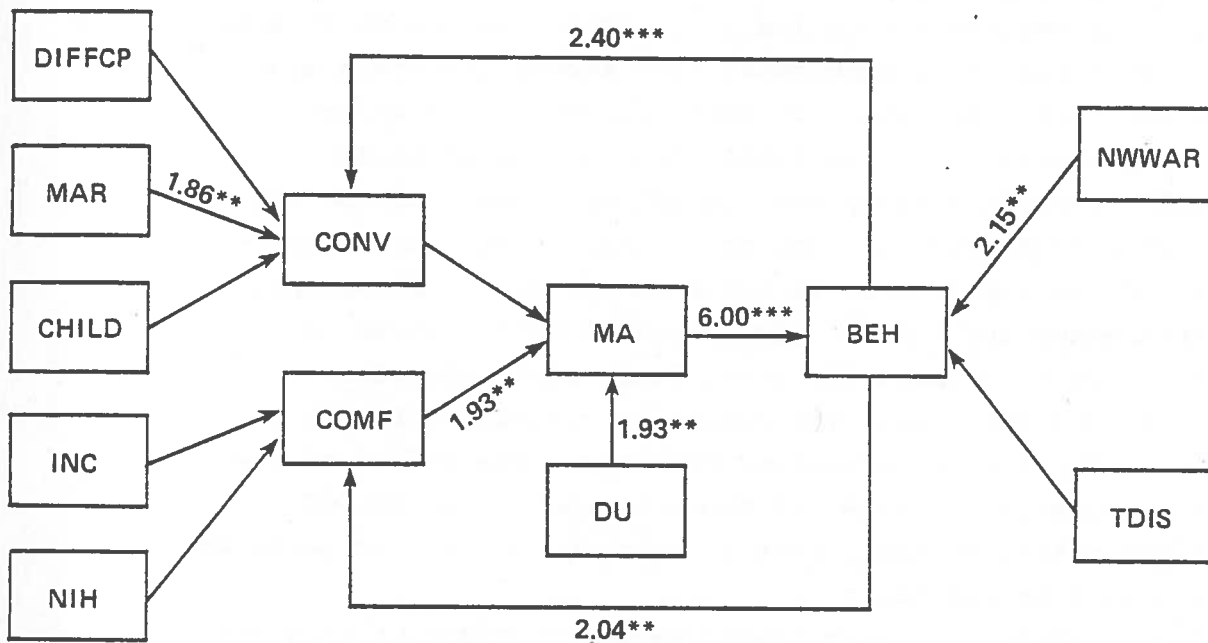 DIFFCP
2.40***
MAR
1.86**
NWWAR
CONV
2.15**
CHILD
MA
6.00***
BEH
COMF
1.93**
1.93**
INC
DU
TDIS
NIH
2.04**